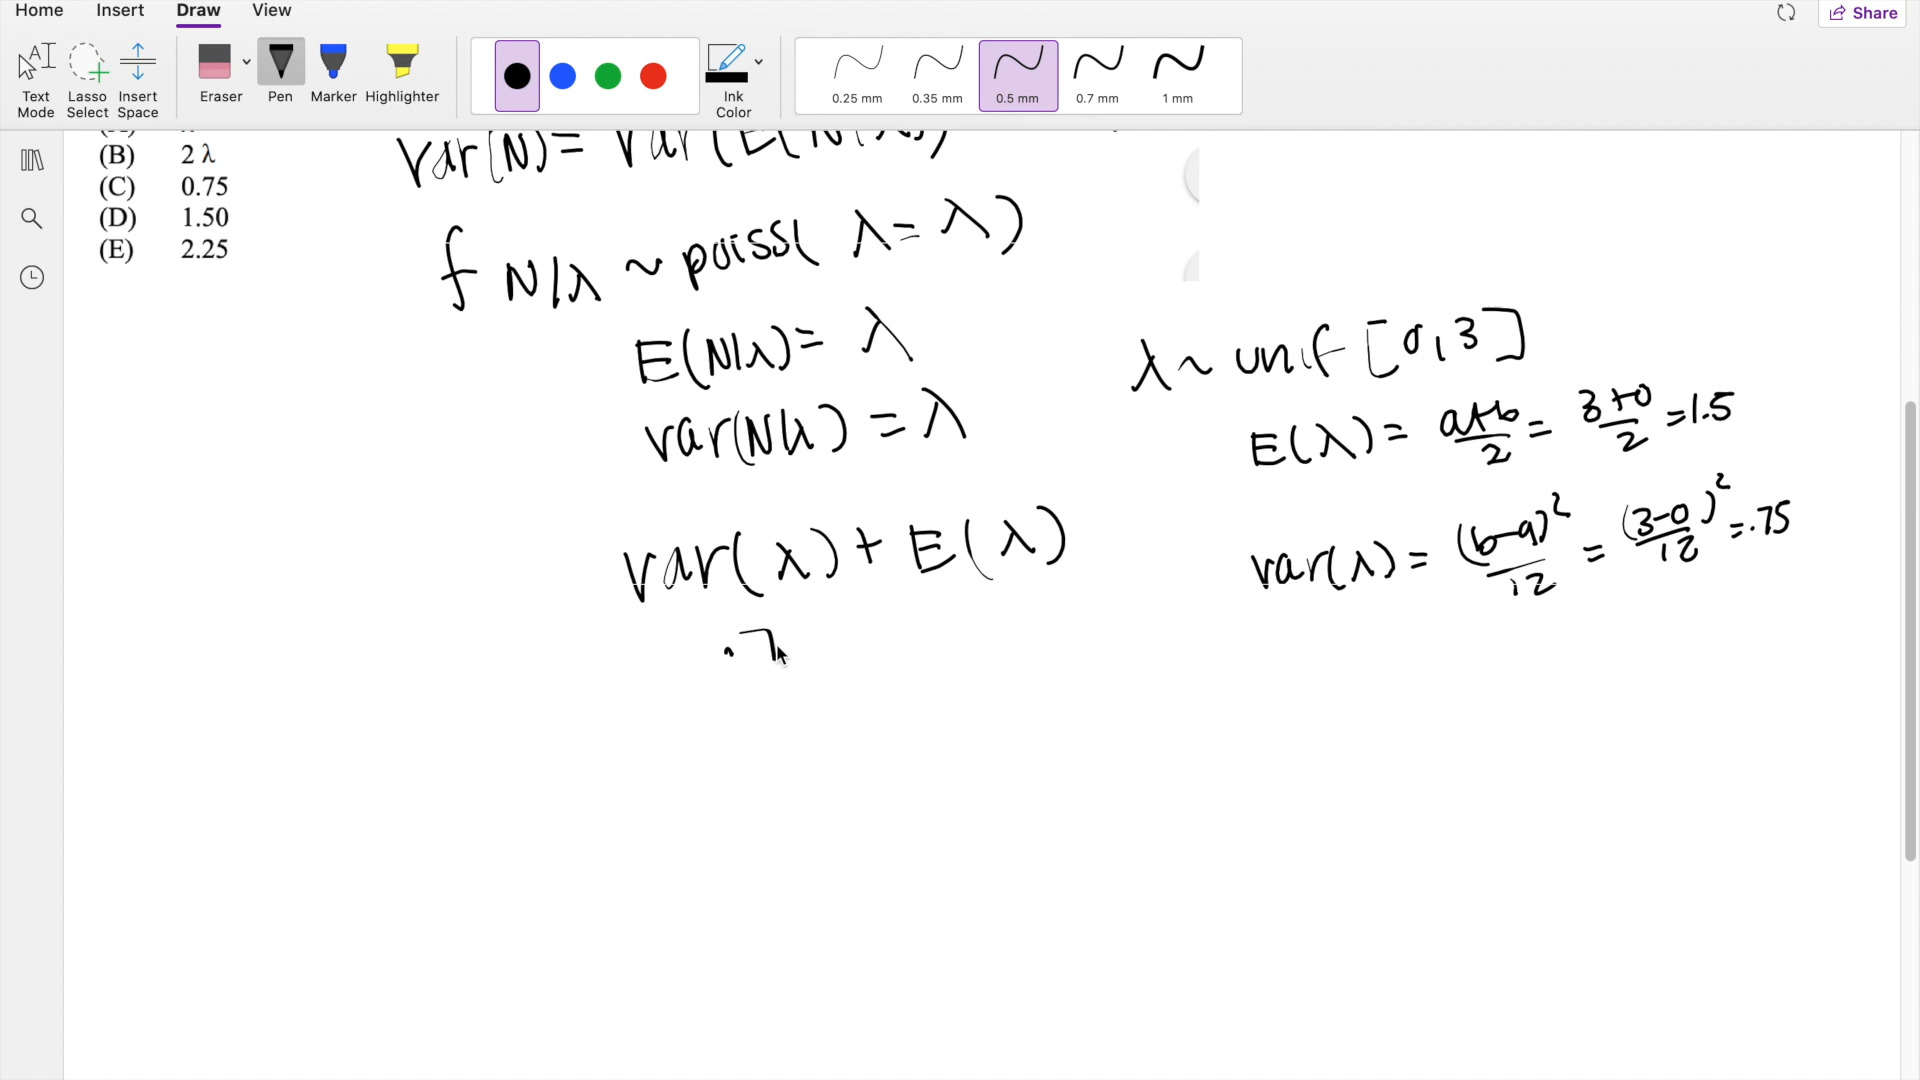 Home Insert Draw View Share
Text Mode
Lasso Select
Insert Space
Eraser
Pen
Marker
Highlighter
Ink Color
0.25 mm
0.35 mm
0.5 mm
0.7 mm
1 mm
(B) 2 λ
(C) 0.75
(D) 1.50
(E) 2.25
Var(N)= Var(E(N|λ))
f N|λ ~ poiss( λ = λ )
E(N|λ)= λ
var(N|λ) = λ
var(λ) + E(λ)
.7
λ ~ unif [0,3]
E(λ) = a+b/2 = 3+0/2 = 1.5
var(λ) = (b-a)²/12 = (3-0)²/12 = .75